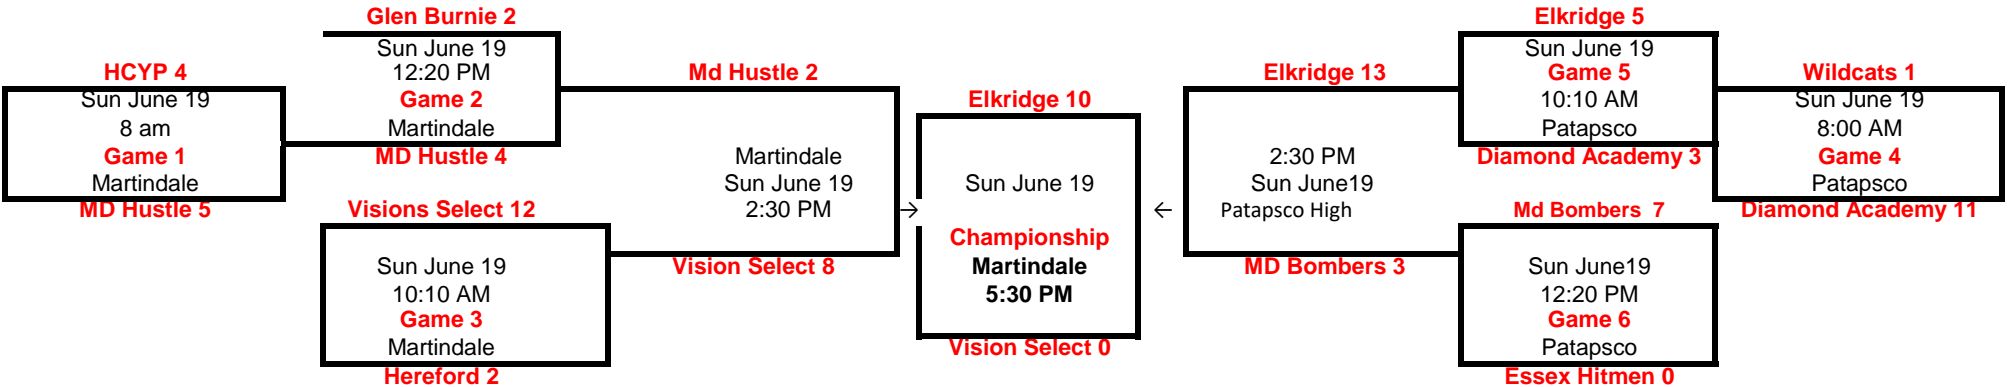 Glen Burnie 2
Elkridge 5
Sun June 19
Sun June 19
HCYP 4
12:20 PM
Md Hustle 2
Elkridge 13
Game 5
Wildcats 1
Sun June 19
Game 2
Elkridge 10
10:10 AM
Sun June 19
8 am
Martindale
Patapsco
8:00 AM
Game 1
MD Hustle 4
Martindale
2:30 PM
Diamond Academy 3
Game 4
Martindale
Sun June 19
Sun June 19
Sun June19
Patapsco
MD Hustle 5
Visions Select 12
2:30 PM
→
←
Patapsco High
Md Bombers  7
Diamond Academy 11
Championship
Sun June 19
Vision Select 8
Martindale
MD Bombers 3
Sun June19
10:10 AM
5:30 PM
12:20 PM
Game 3
Game 6
Martindale
Vision Select 0
Patapsco
Hereford 2
Essex Hitmen 0